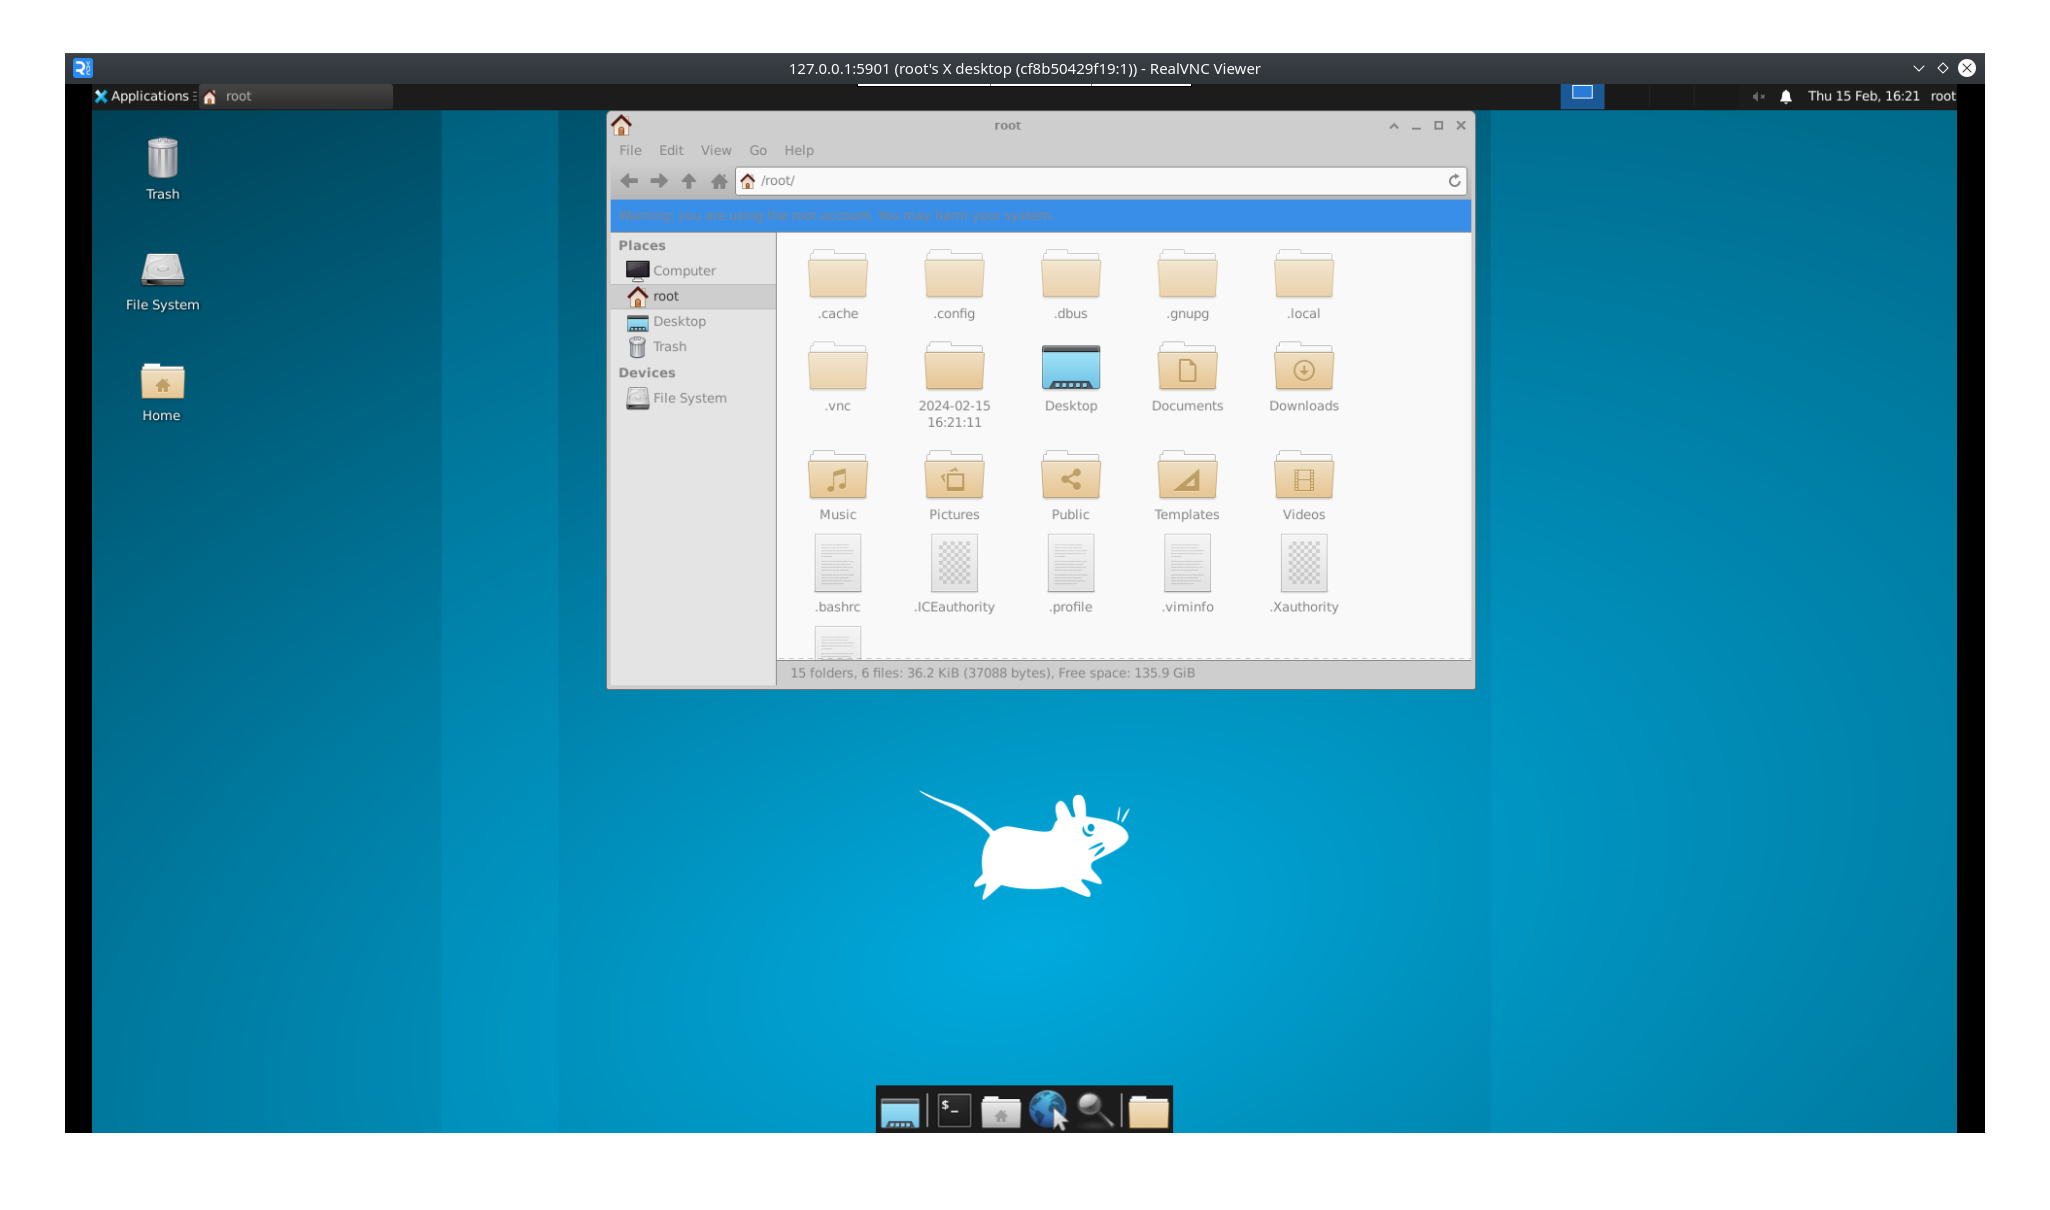 127.0.0.1:5901 (root's X desktop (cf8b50429f19:1)) - RealVNC Viewer
Applications
root
Thu 15 Feb, 16:21
root
Trash
File System
Home
root
File Edit View Go Help
/root/
Warning: you are using the root account. You may harm your system.
Places
Computer
root
Desktop
Trash
Devices
File System
.cache .config .dbus .gnupg .local
.vnc 2024-02-15 Desktop Documents Downloads
16:21:11
Music Pictures Public Templates Videos
.bashrc .ICEauthority .profile .viminfo .Xauthority
15 folders, 6 files: 36.2 KiB (37088 bytes), Free space: 135.9 GiB
$_